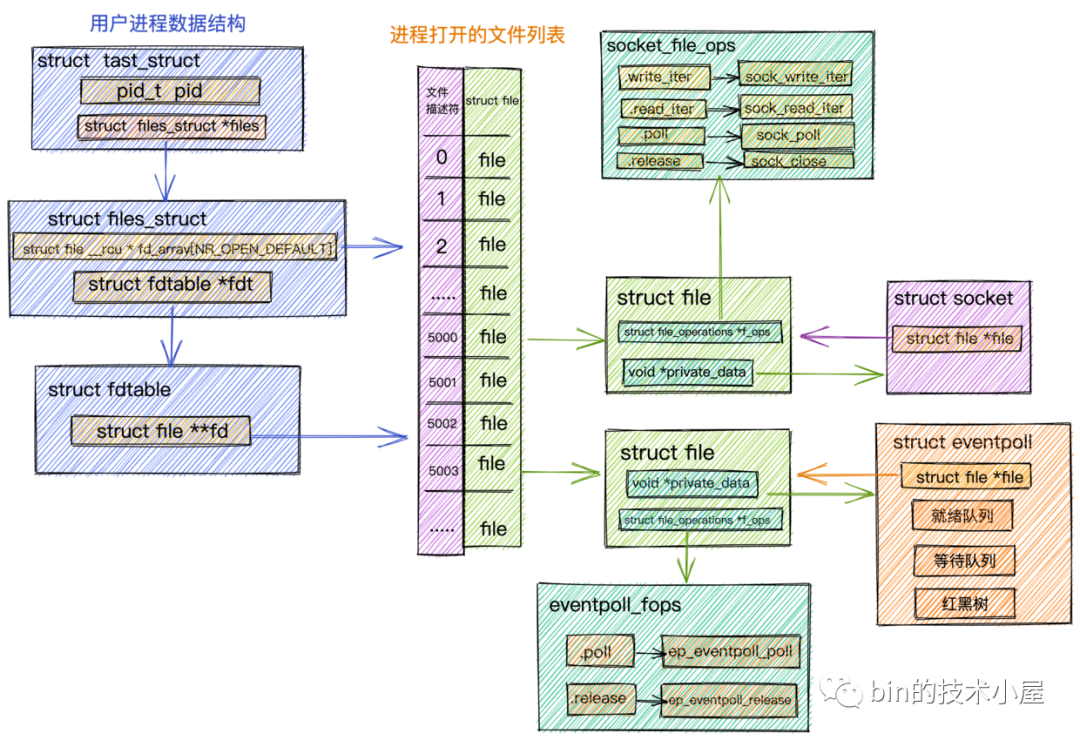 用户进程数据结构
struct tast_struct
pid_t pid
struct files_struct *files
struct files_struct
struct file __rcu * fd_array[NR_OPEN_DEFAULT]
struct fdtable *fdt
struct fdtable
struct file **fd
进程打开的文件列表
文件
描述符
struct file
0 file
1 file
2 file
..... file
5000 file
5001 file
5002 file
5003 file
..... file
socket_file_ops
.write_iter sock_write_iter
.read_iter sock_read_iter
.poll sock_poll
.release sock_close
struct file
struct file_operations *f_ops
void *private_data
struct socket
struct file *file
struct file
void *private_data
struct file_operations *f_ops
struct eventpoll
struct file *file
就绪队列
等待队列
红黑树
eventpoll_fops
.poll ep_eventpoll_poll
.release ep_eventpoll_release
bin的技术小屋